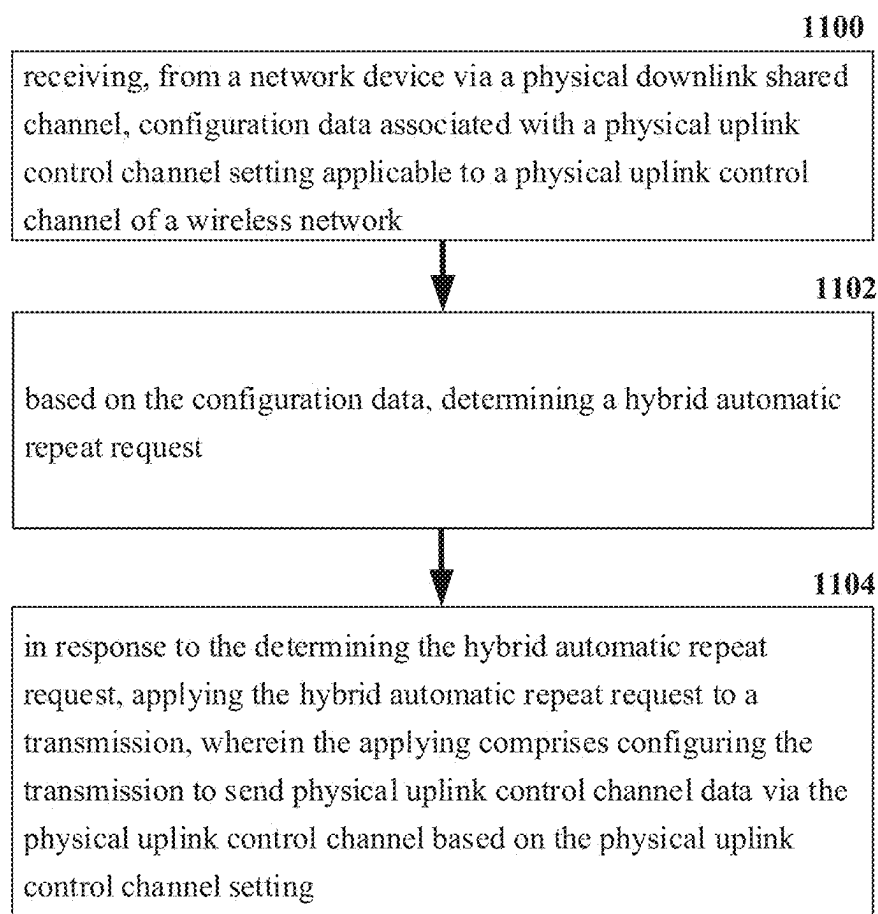 1100
receiving, from a network device via a physical downlink shared
channel, configuration data associated with a physical uplink
control channel setting applicable to a physical uplink control
channel of a wireless network
1102
based on the configuration data, determining a hybrid automatic
repeat request
1104
in response to the determining the hybrid automatic repeat
request, applying the hybrid automatic repeat request to a
transmission, wherein the applying comprises configuring the
transmission to send physical uplink control channel data via the
physical uplink control channel based on the physical uplink
control channel setting